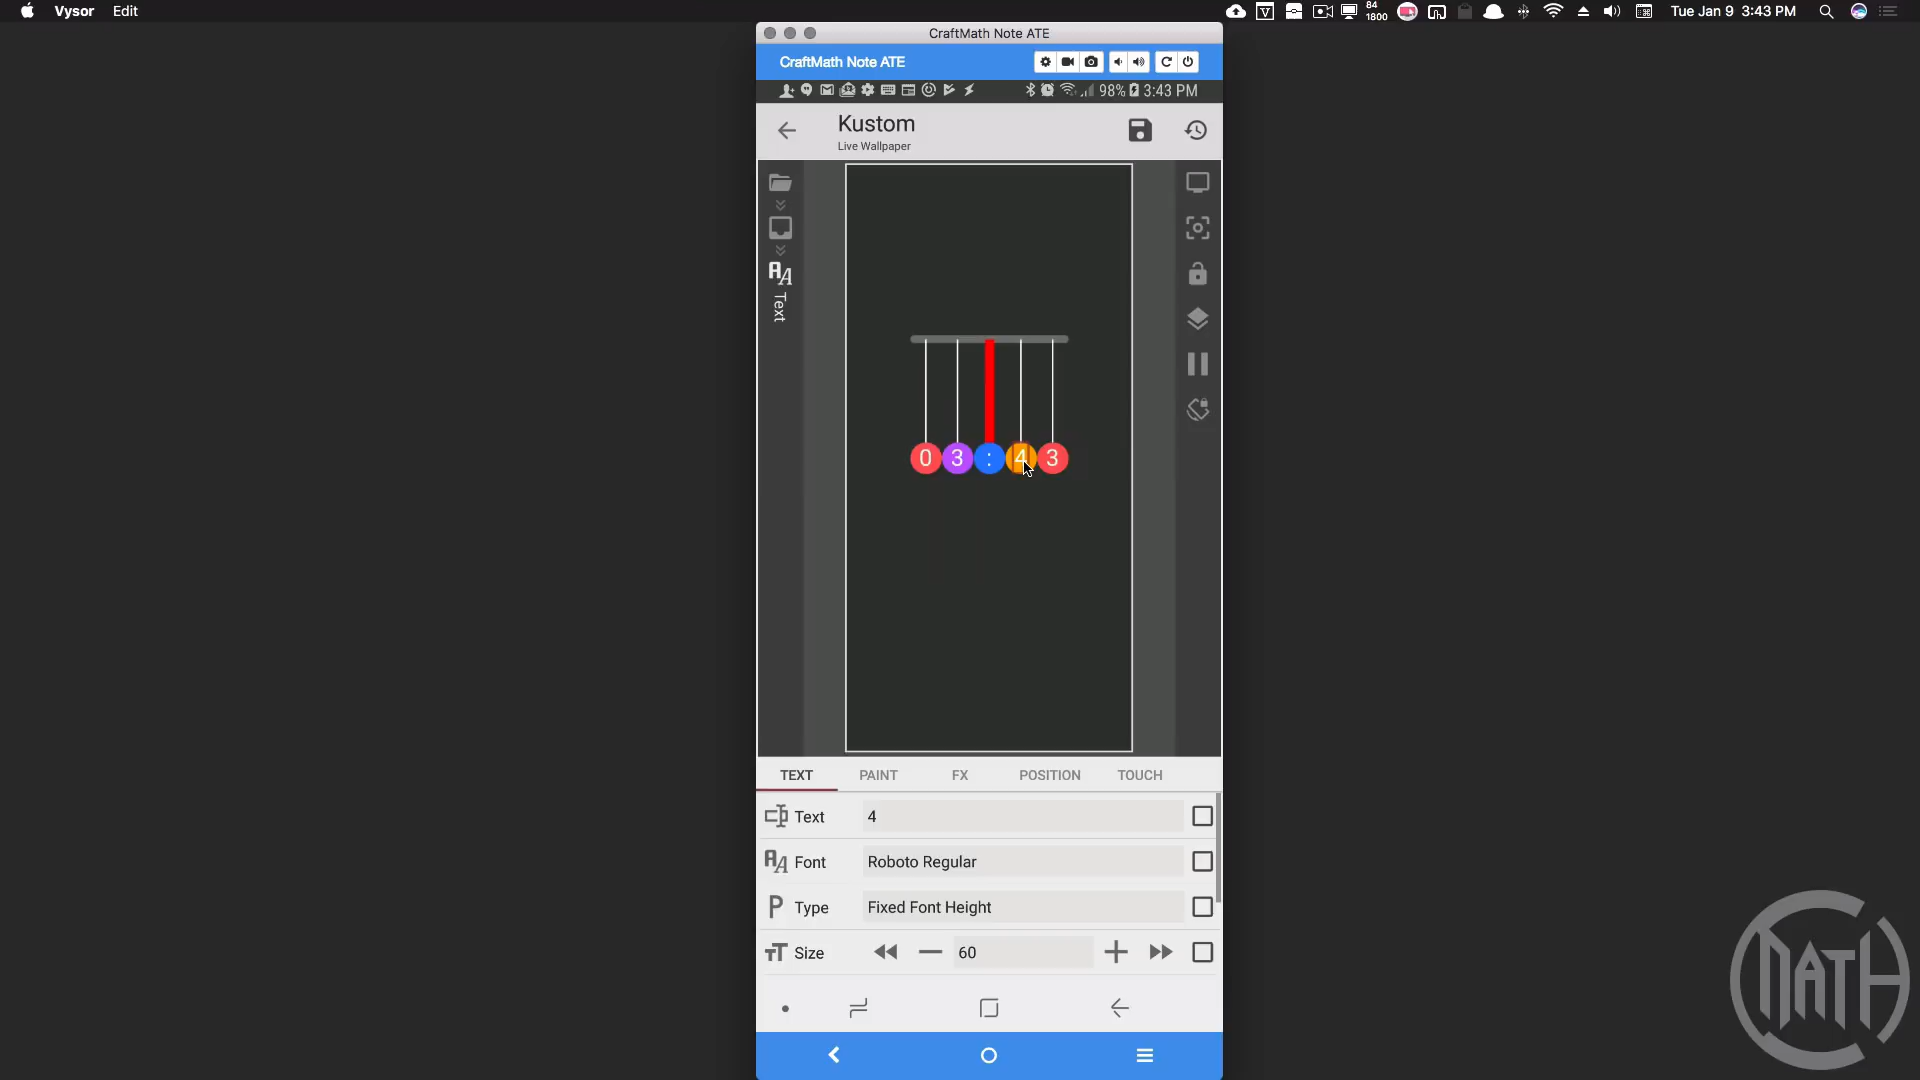 Vysor Edit
84
1800
Tue Jan 9 3:43 PM
CraftMath Note ATE
CraftMath Note ATE
98% 3:43 PM
Kustom
Live Wallpaper
Text
0 3 : 4 3
TEXT PAINT FX POSITION TOUCH
Text 4
Font Roboto Regular
Type Fixed Font Height
Size 60
MATH